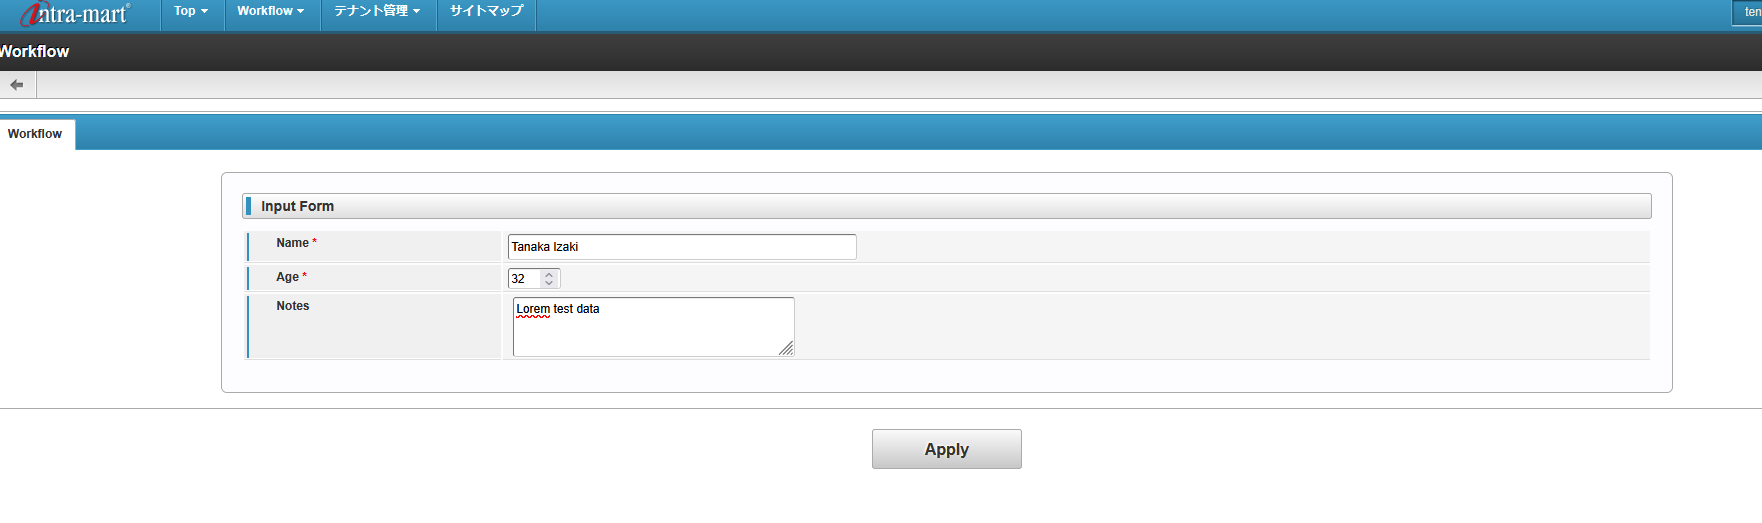 intra-mart® Top Workflow テナント管理 サイトマップ ten
Workflow
Workflow
Input Form
Name * Tanaka Izaki
Age * 32
Notes Lorem test data
Apply